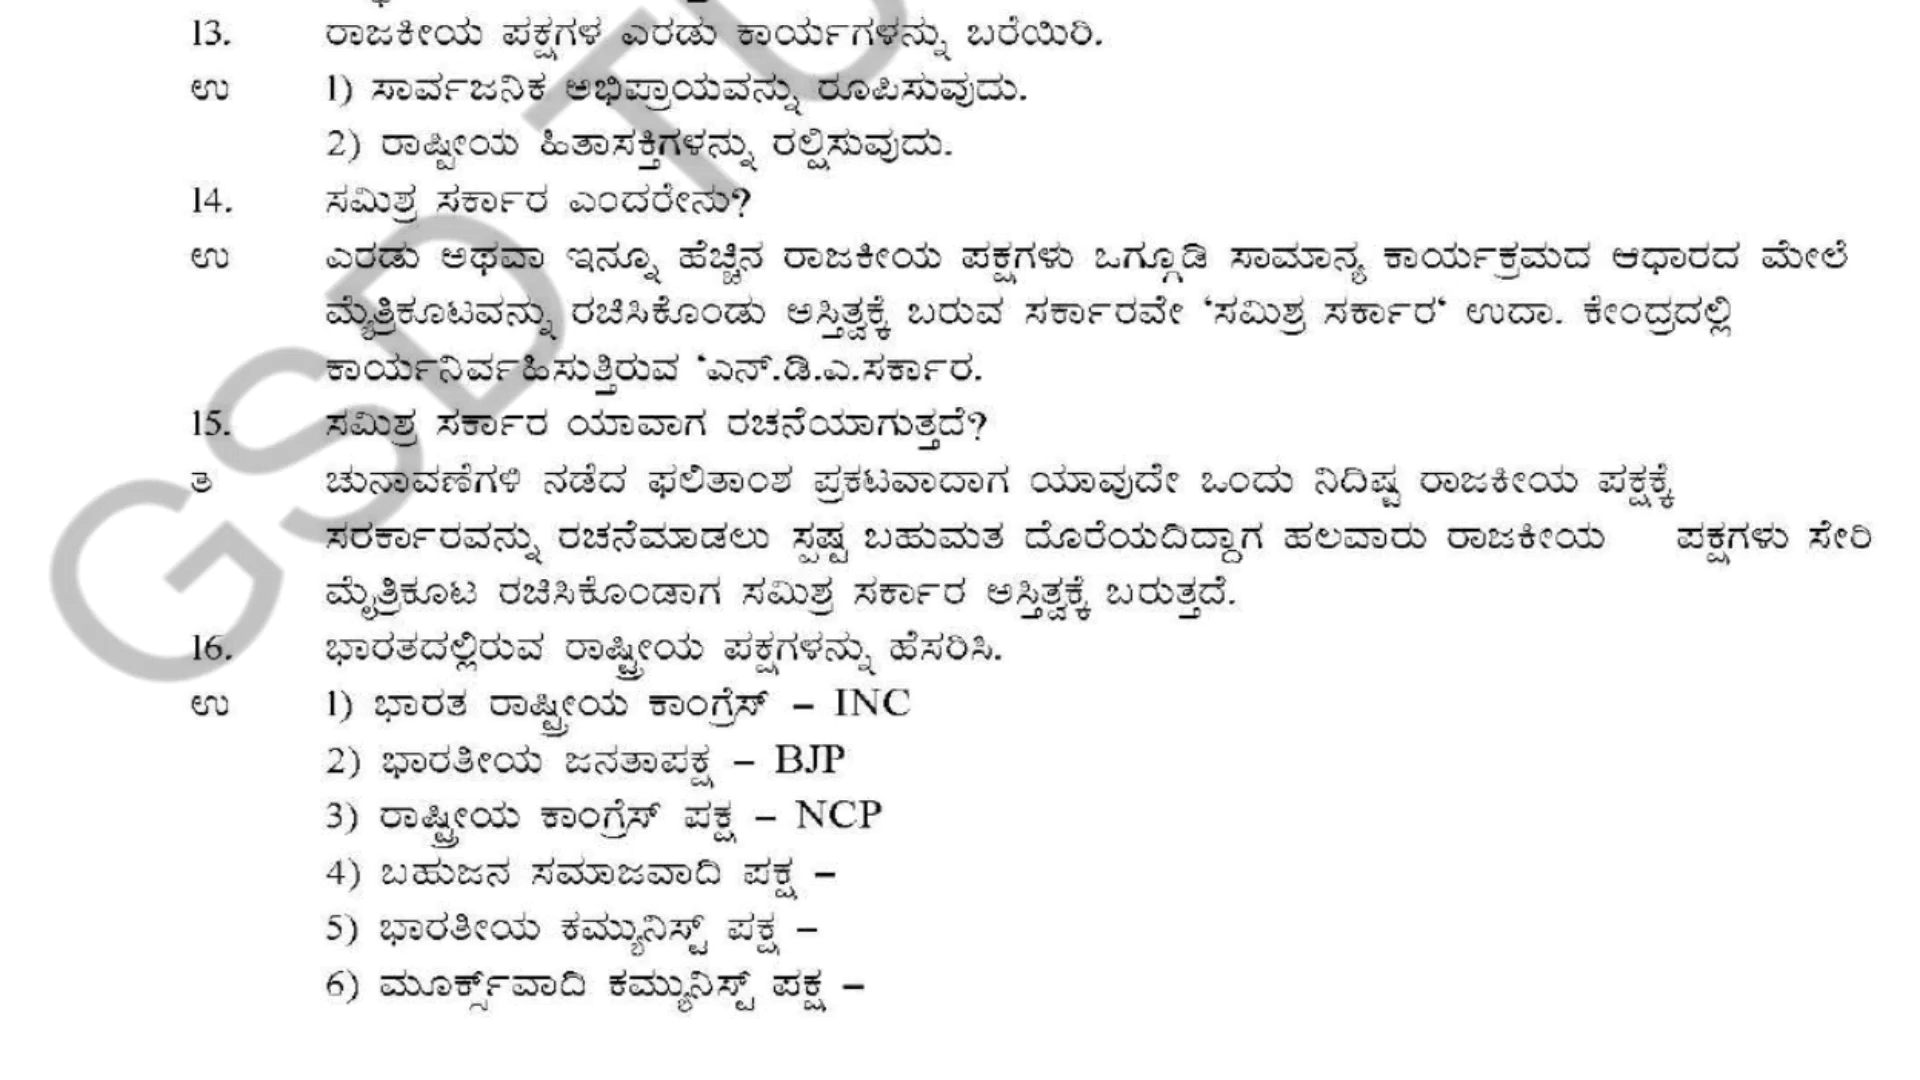 13. ರಾಜಕೀಯ ಪಕ್ಷಗಳ ಎರಡು ಕಾರ್ಯಗಳನ್ನು ಬರೆಯಿರಿ.
ಉ 1) ಸಾರ್ವಜನಿಕ ಅಭಿಪ್ರಾಯವನ್ನು ರೂಪಿಸುವುದು.
2) ರಾಷ್ಟೀಯ ಹಿತಾಸಕ್ತಿಗಳನ್ನು ರಲ್ಷಿಸುವುದು.
14. ಸಮಿಶ್ರ ಸರ್ಕಾರ ಎಂದರೇನು?
ಉ ಎರಡು ಅಥವಾ ಇನ್ನೂ ಹೆಚ್ಚಿನ ರಾಜಕೀಯ ಪಕ್ಷಗಳು ಒಗ್ಗೂಡಿ ಸಾಮಾನ್ಯ ಕಾರ್ಯಕ್ರಮದ ಆಧಾರದ ಮೇಲೆ
ಮೈತ್ರಿಕೂಟವನ್ನು ರಚಿಸಿಕೊಂಡು ಅಸ್ತಿತ್ವಕ್ಕೆ ಬರುವ ಸರ್ಕಾರವೇ ‘ಸಮಿಶ್ರ ಸರ್ಕಾರ‘ ಉದಾ. ಕೇಂದ್ರದಲ್ಲಿ
ಕಾರ್ಯನಿರ್ವಹಿಸುತ್ತಿರುವ ‘ಎನ್.ಡಿ.ಎ.ಸರ್ಕಾರ.
15. ಸಮಿಶ್ರ ಸರ್ಕಾರ ಯಾವಾಗ ರಚನೆಯಾಗುತ್ತದೆ?
ತ ಚುನಾವಣೆಗಳಿ ನಡೆದ ಫಲಿತಾಂಶ ಪ್ರಕಟವಾದಾಗ ಯಾವುದೇ ಒಂದು ನಿದಿಷ್ಟ ರಾಜಕೀಯ ಪಕ್ಷಕ್ಕೆ
ಸರರ್ಕಾರವನ್ನು ರಚನೆಮಾಡಲು ಸ್ಪಷ್ಟ ಬಹುಮತ ದೊರೆಯದಿದ್ದಾಗ ಹಲವಾರು ರಾಜಕೀಯ ಪಕ್ಷಗಳು ಸೇರಿ
ಮೈತ್ರಿಕೂಟ ರಚಿಸಿಕೊಂಡಾಗ ಸಮಿಶ್ರ ಸರ್ಕಾರ ಅಸ್ತಿತ್ವಕ್ಕೆ ಬರುತ್ತದೆ.
16. ಭಾರತದಲ್ಲಿರುವ ರಾಷ್ಟ್ರೀಯ ಪಕ್ಷಗಳನ್ನು ಹೆಸರಿಸಿ.
ಉ 1) ಭಾರತ ರಾಷ್ಟ್ರೀಯ ಕಾಂಗ್ರೆಸ್ – INC
2) ಭಾರತೀಯ ಜನತಾಪಕ್ಷ – BJP
3) ರಾಷ್ಟ್ರೀಯ ಕಾಂಗ್ರೆಸ್ ಪಕ್ಷ – NCP
4) ಬಹುಜನ ಸಮಾಜವಾದಿ ಪಕ್ಷ –
5) ಭಾರತೀಯ ಕಮ್ಯುನಿಸ್ಟ್ ಪಕ್ಷ –
6) ಮೂರ್ಕ್ಸ್‌ವಾದಿ ಕಮ್ಯುನಿಸ್ಟ್ ಪಕ್ಷ –
GSD TU